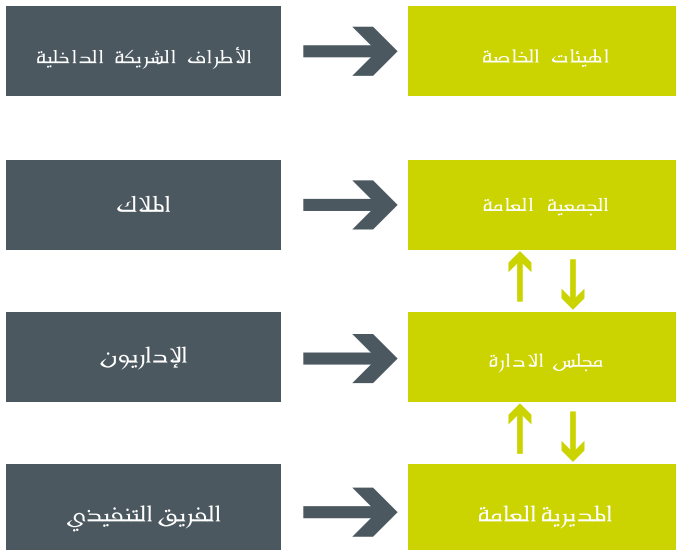 الهيئات الخاصة
الأطراف الشريكة الداخلية
الجمعية العامة
الملاك
مجلس الادارة
الإداريون
المديرية العامة
الفريق التنفيذي